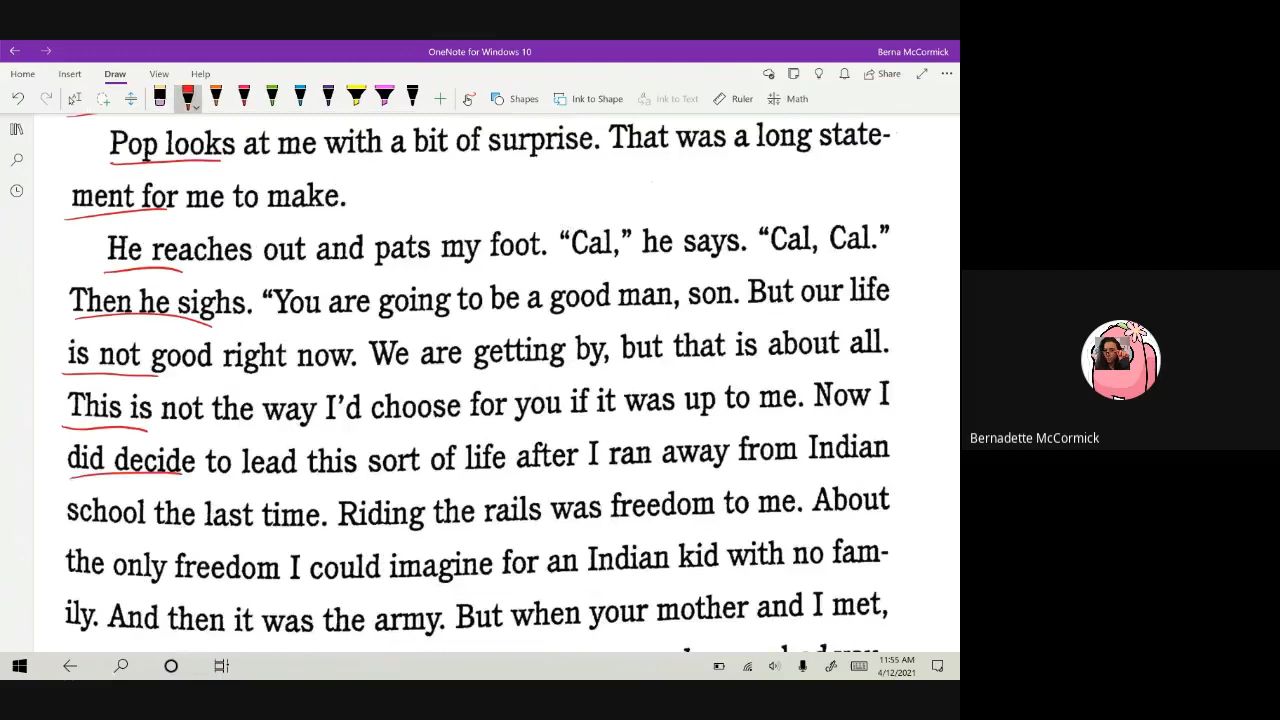 OneNote for Windows 10
Berna McCormick
Home Insert Draw View Help
Share
Shapes Ink to Shape Ink to Text Ruler Math
Pop looks at me with a bit of surprise. That was a long state-
ment for me to make.
He reaches out and pats my foot. “Cal,” he says. “Cal, Cal.”
Then he sighs. “You are going to be a good man, son. But our life
is not good right now. We are getting by, but that is about all.
This is not the way I’d choose for you if it was up to me. Now I
did decide to lead this sort of life after I ran away from Indian
school the last time. Riding the rails was freedom to me. About
the only freedom I could imagine for an Indian kid with no fam-
ily. And then it was the army. But when your mother and I met,
11:55 AM
4/12/2021
Bernadette McCormick